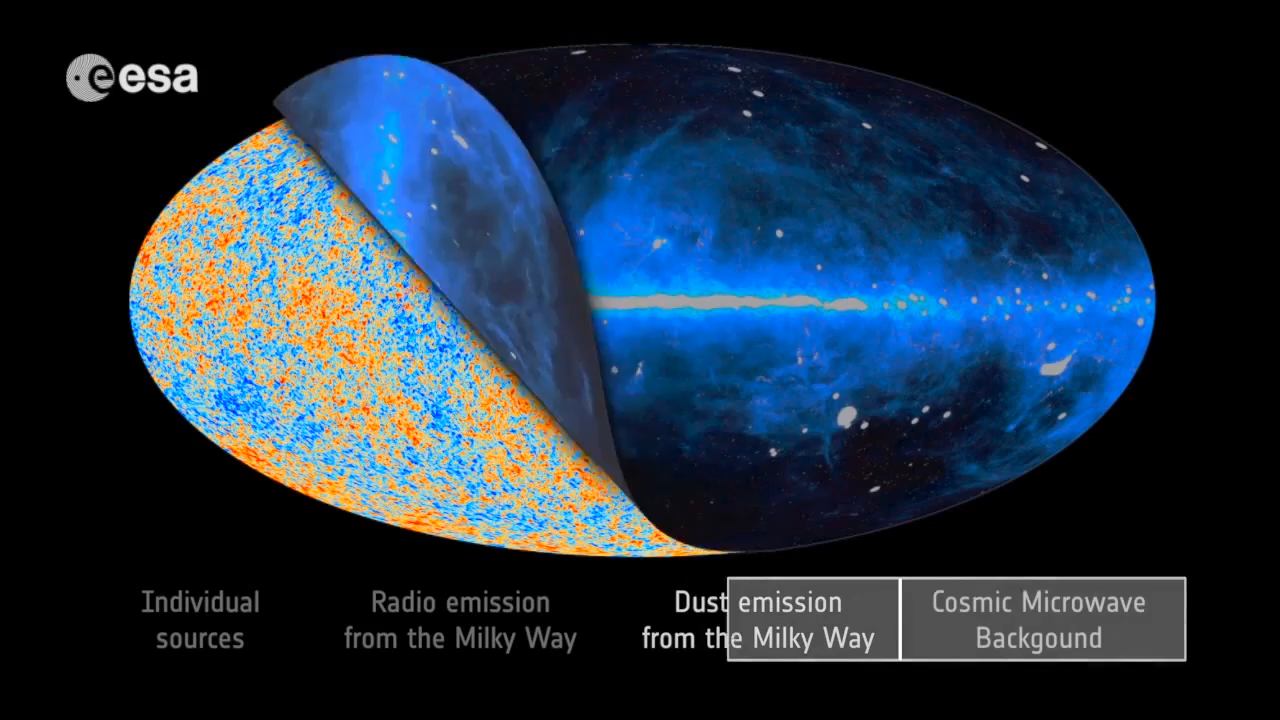 esa
Individual
sources
Radio emission
from the Milky Way
Dust emission
from the Milky Way
Cosmic Microwave
Backgound